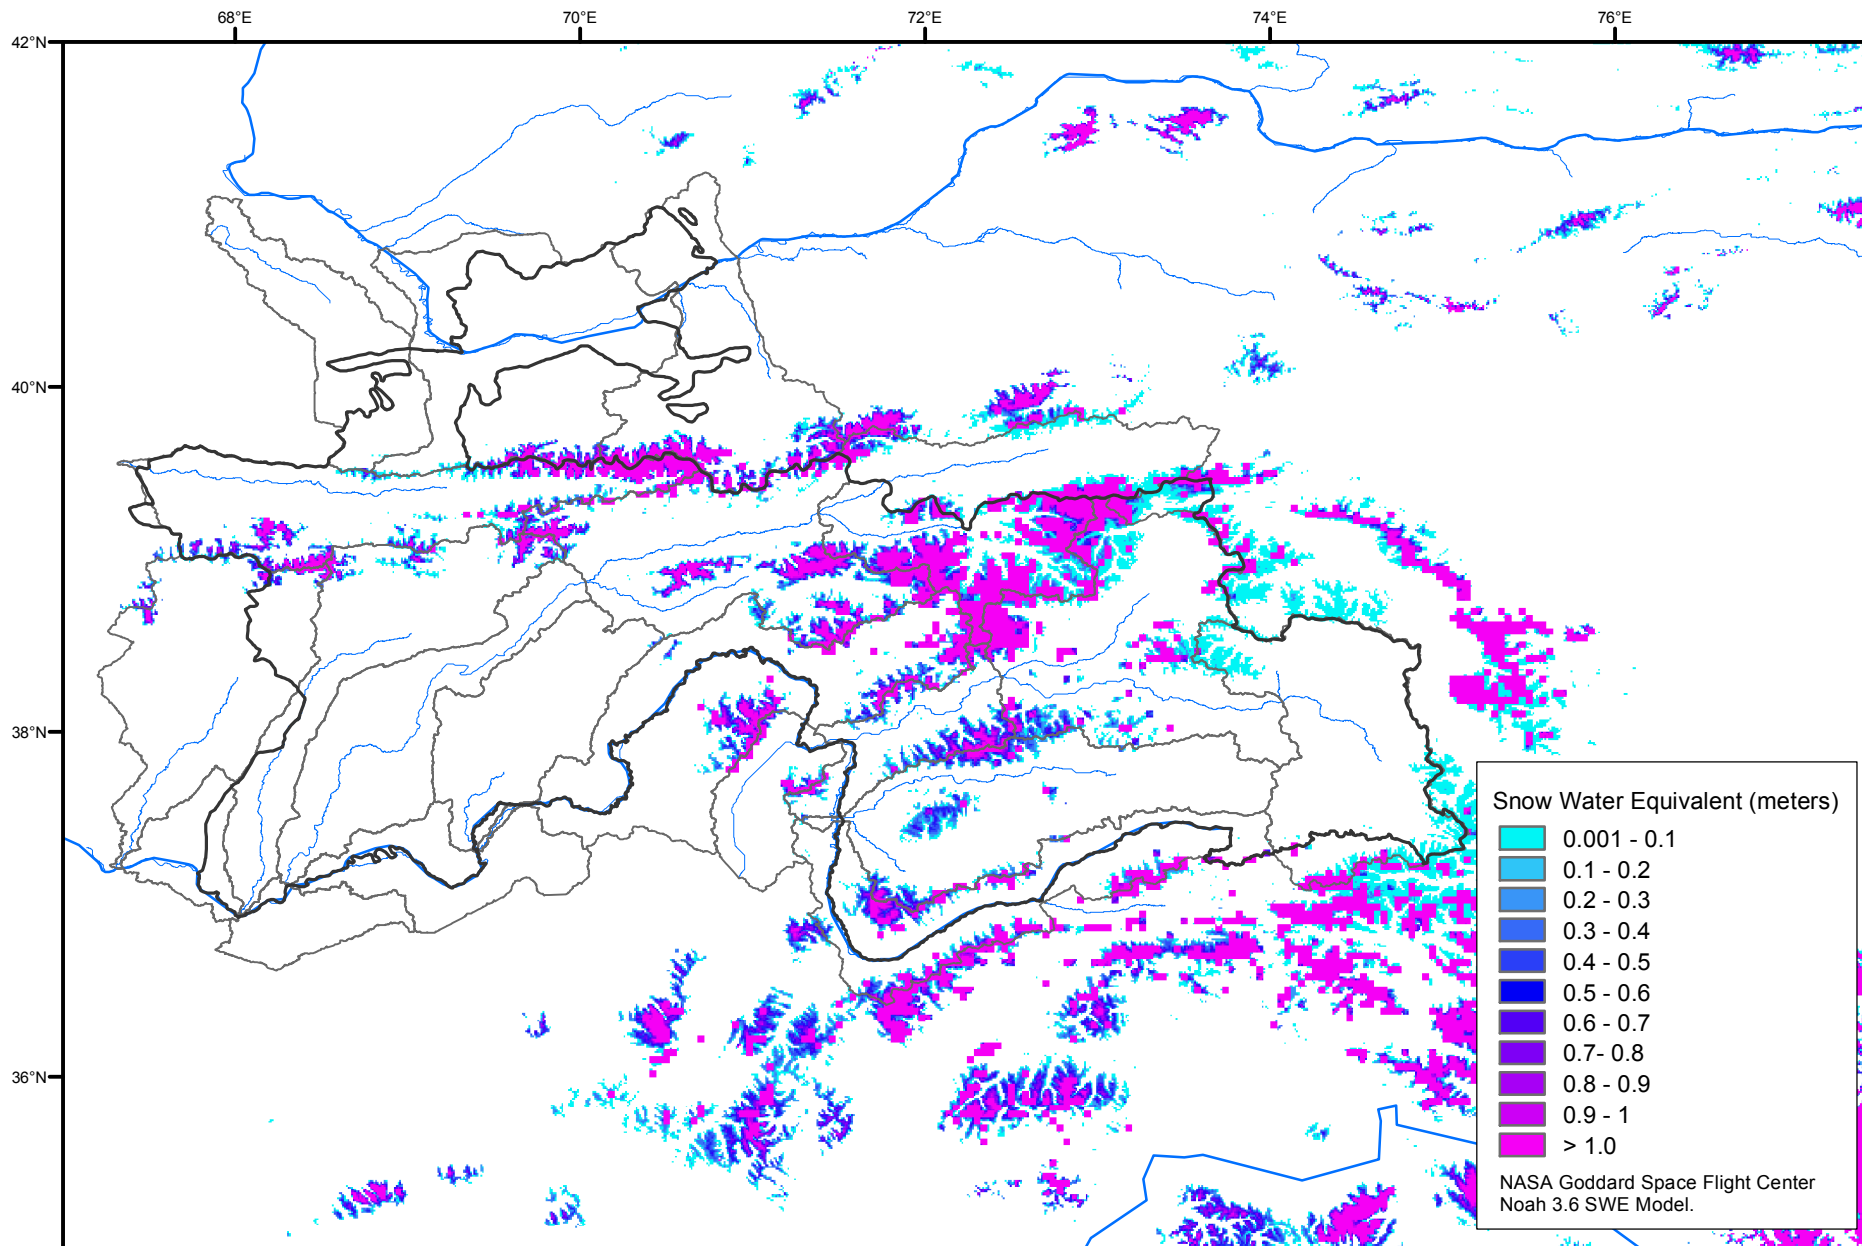 68°E 70°E 72°E 74°E 76°E
42°N
40°N
38°N
36°N
Snow Water Equivalent (meters)
0.001 - 0.1
0.1 - 0.2
0.2 - 0.3
0.3 - 0.4
0.4 - 0.5
0.5 - 0.6
0.6 - 0.7
0.7- 0.8
0.8 - 0.9
0.9 - 1
> 1.0
NASA Goddard Space Flight Center
Noah 3.6 SWE Model.